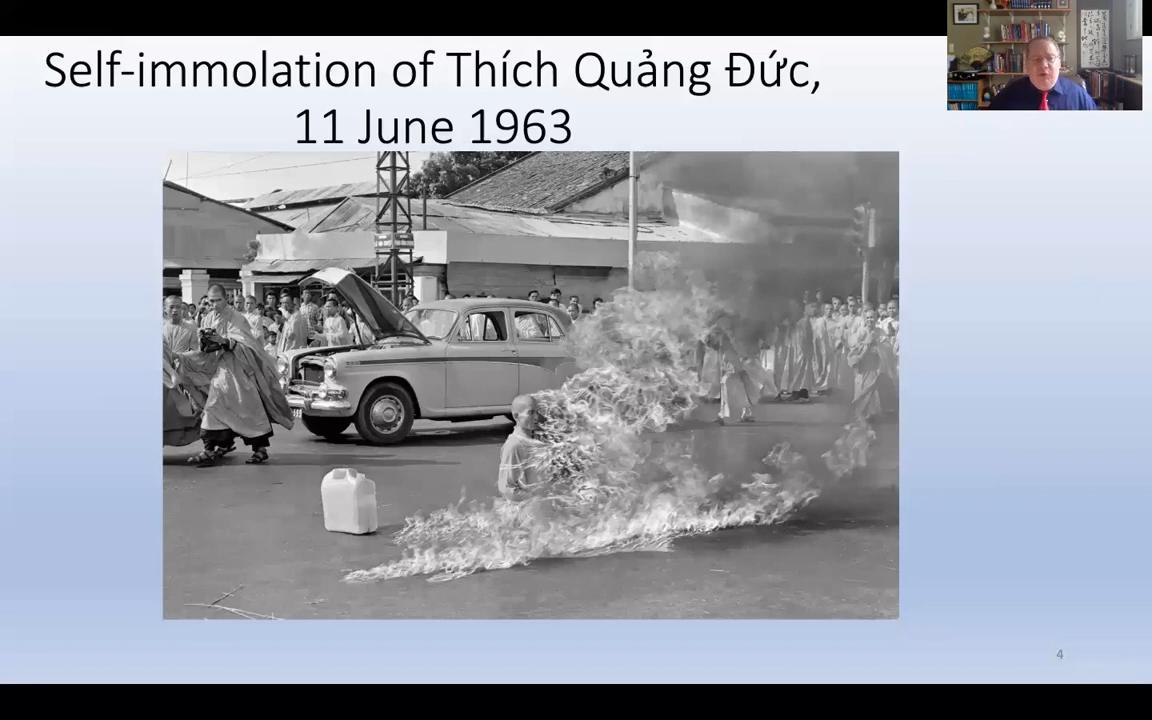 Self-immolation of Thích Quảng Đức,
11 June 1963
4